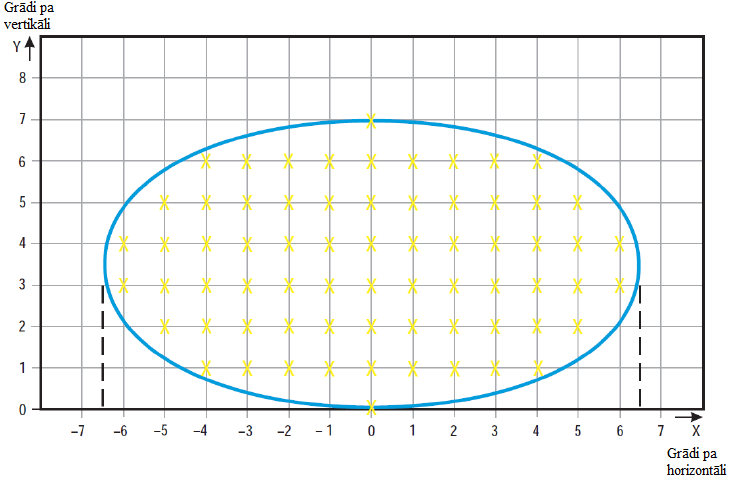 Grādi pa
vertikāli
Y
8
7
6
5
4
3
2
1
0
–7 –6 –5 –4 –3 –2 –1 0 1 2 3 4 5 6 7 X
Grādi pa
horizontāli